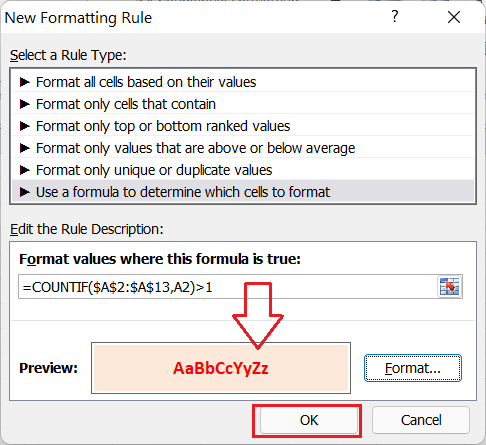 New Formatting Rule
?
Select a Rule Type:
► Format all cells based on their values
► Format only cells that contain
► Format only top or bottom ranked values
► Format only values that are above or below average
► Format only unique or duplicate values
► Use a formula to determine which cells to format
Edit the Rule Description:
Format values where this formula is true:
=COUNTIF($A$2:$A$13,A2)>1
Preview:
AaBbCcYyZz
Format...
OK
Cancel